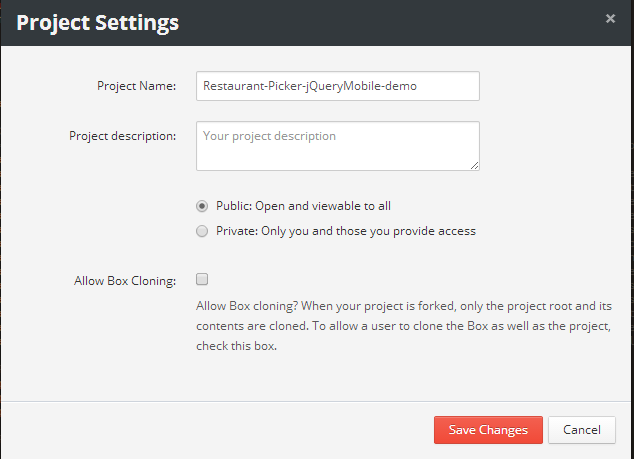 Project Settings ×
Project Name: Restaurant-Picker-jQueryMobile-demo
Project description: Your project description
Public: Open and viewable to all
Private: Only you and those you provide access
Allow Box Cloning:
Allow Box cloning? When your project is forked, only the project root and its
contents are cloned. To allow a user to clone the Box as well as the project,
check this box.
Save Changes Cancel